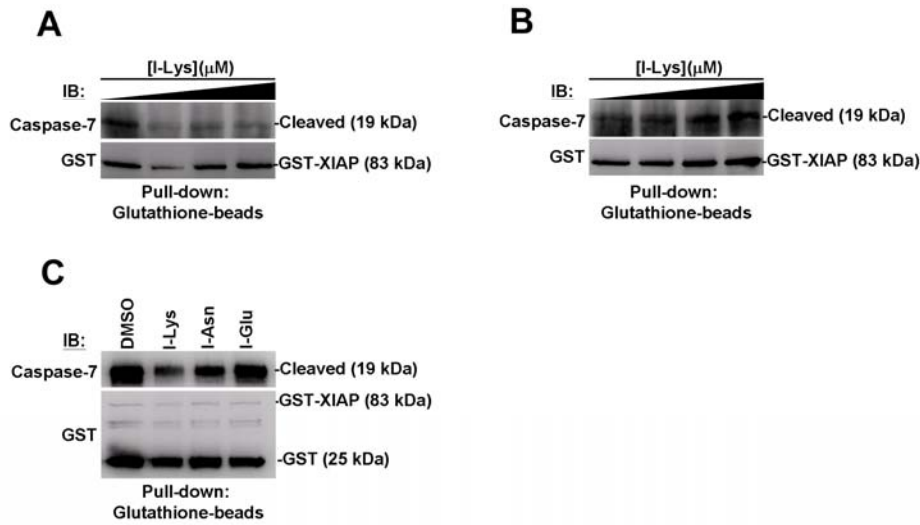 A
[I-Lys](μM)
IB:
Caspase-7
-Cleaved (19 kDa)
GST
-GST-XIAP (83 kDa)
Pull-down:
Glutathione-beads
B
[I-Lys](μM)
IB:
Caspase-7
-Cleaved (19 kDa)
GST
-GST-XIAP (83 kDa)
Pull-down:
Glutathione-beads
C
IB:
DMSO
I-Lys
I-Asn
I-Glu
Caspase-7
-Cleaved (19 kDa)
-GST-XIAP (83 kDa)
GST
-GST (25 kDa)
Pull-down:
Glutathione-beads